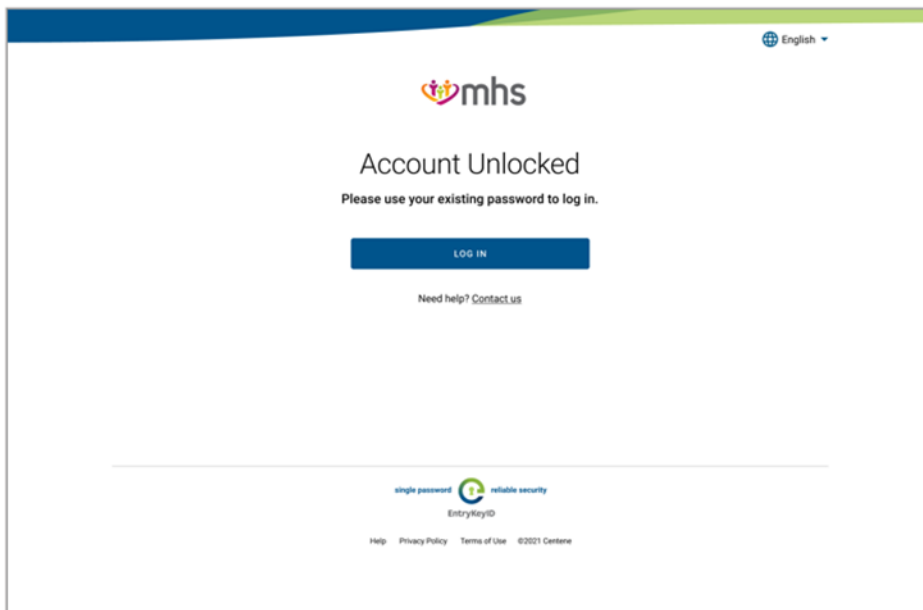 English
mhs
Account Unlocked
Please use your existing password to log in.
LOG IN
Need help? Contact us
single password reliable security
EntryKeyID
Help Privacy Policy Terms of Use ©2021 Centene